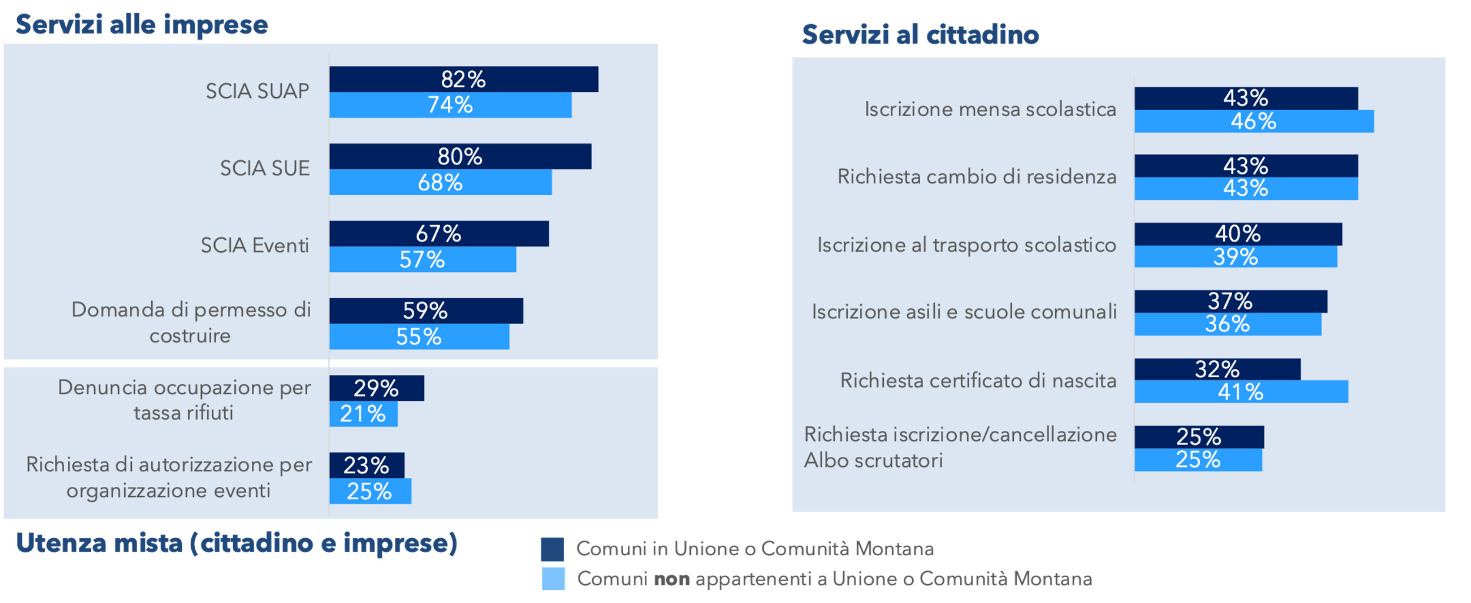 Servizi alle imprese
SCIA SUAP
82%
74%
SCIA SUE
80%
68%
SCIA Eventi
67%
57%
Domanda di permesso di
costruire
59%
55%
Denuncia occupazione per
tassa rifiuti
29%
21%
Richiesta di autorizzazione per
organizzazione eventi
23%
25%
Utenza mista (cittadino e imprese)
Servizi al cittadino
Iscrizione mensa scolastica
43%
46%
Richiesta cambio di residenza
43%
43%
Iscrizione al trasporto scolastico
40%
39%
Iscrizione asili e scuole comunali
37%
36%
Richiesta certificato di nascita
32%
41%
Richiesta iscrizione/cancellazione
Albo scrutatori
25%
25%
Comuni in Unione o Comunità Montana
Comuni non appartenenti a Unione o Comunità Montana